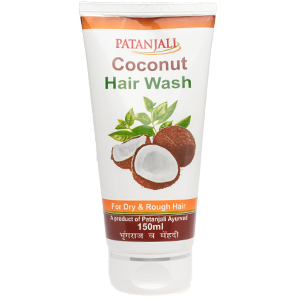 PATANJALI
Coconut
Hair Wash
For Dry & Rough Hair
A product of Patanjali Ayurved
150ml
भृंगराज व मेंहदी